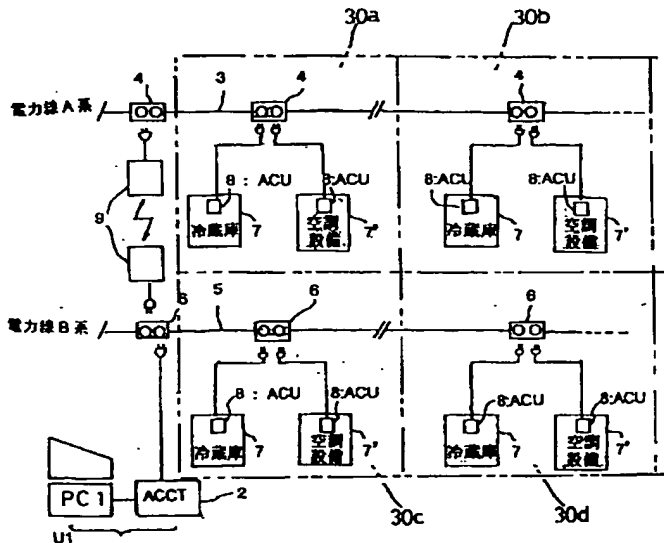 30a
30b
4
3
4
4
電力線A系
8 : ACU
8:ACU
8:ACU
8:ACU
9
冷蔵庫
7
空調
設備
7'
冷蔵庫
7
空調
設備
7'
6
5
6
6
電力線B系
8 : ACU
8:ACU
8:ACU
8:ACU
冷蔵庫
7
空調
設備
7'
冷蔵庫
7
空調
設備
7'
PC1
ACCT
2
30c
30d
U1